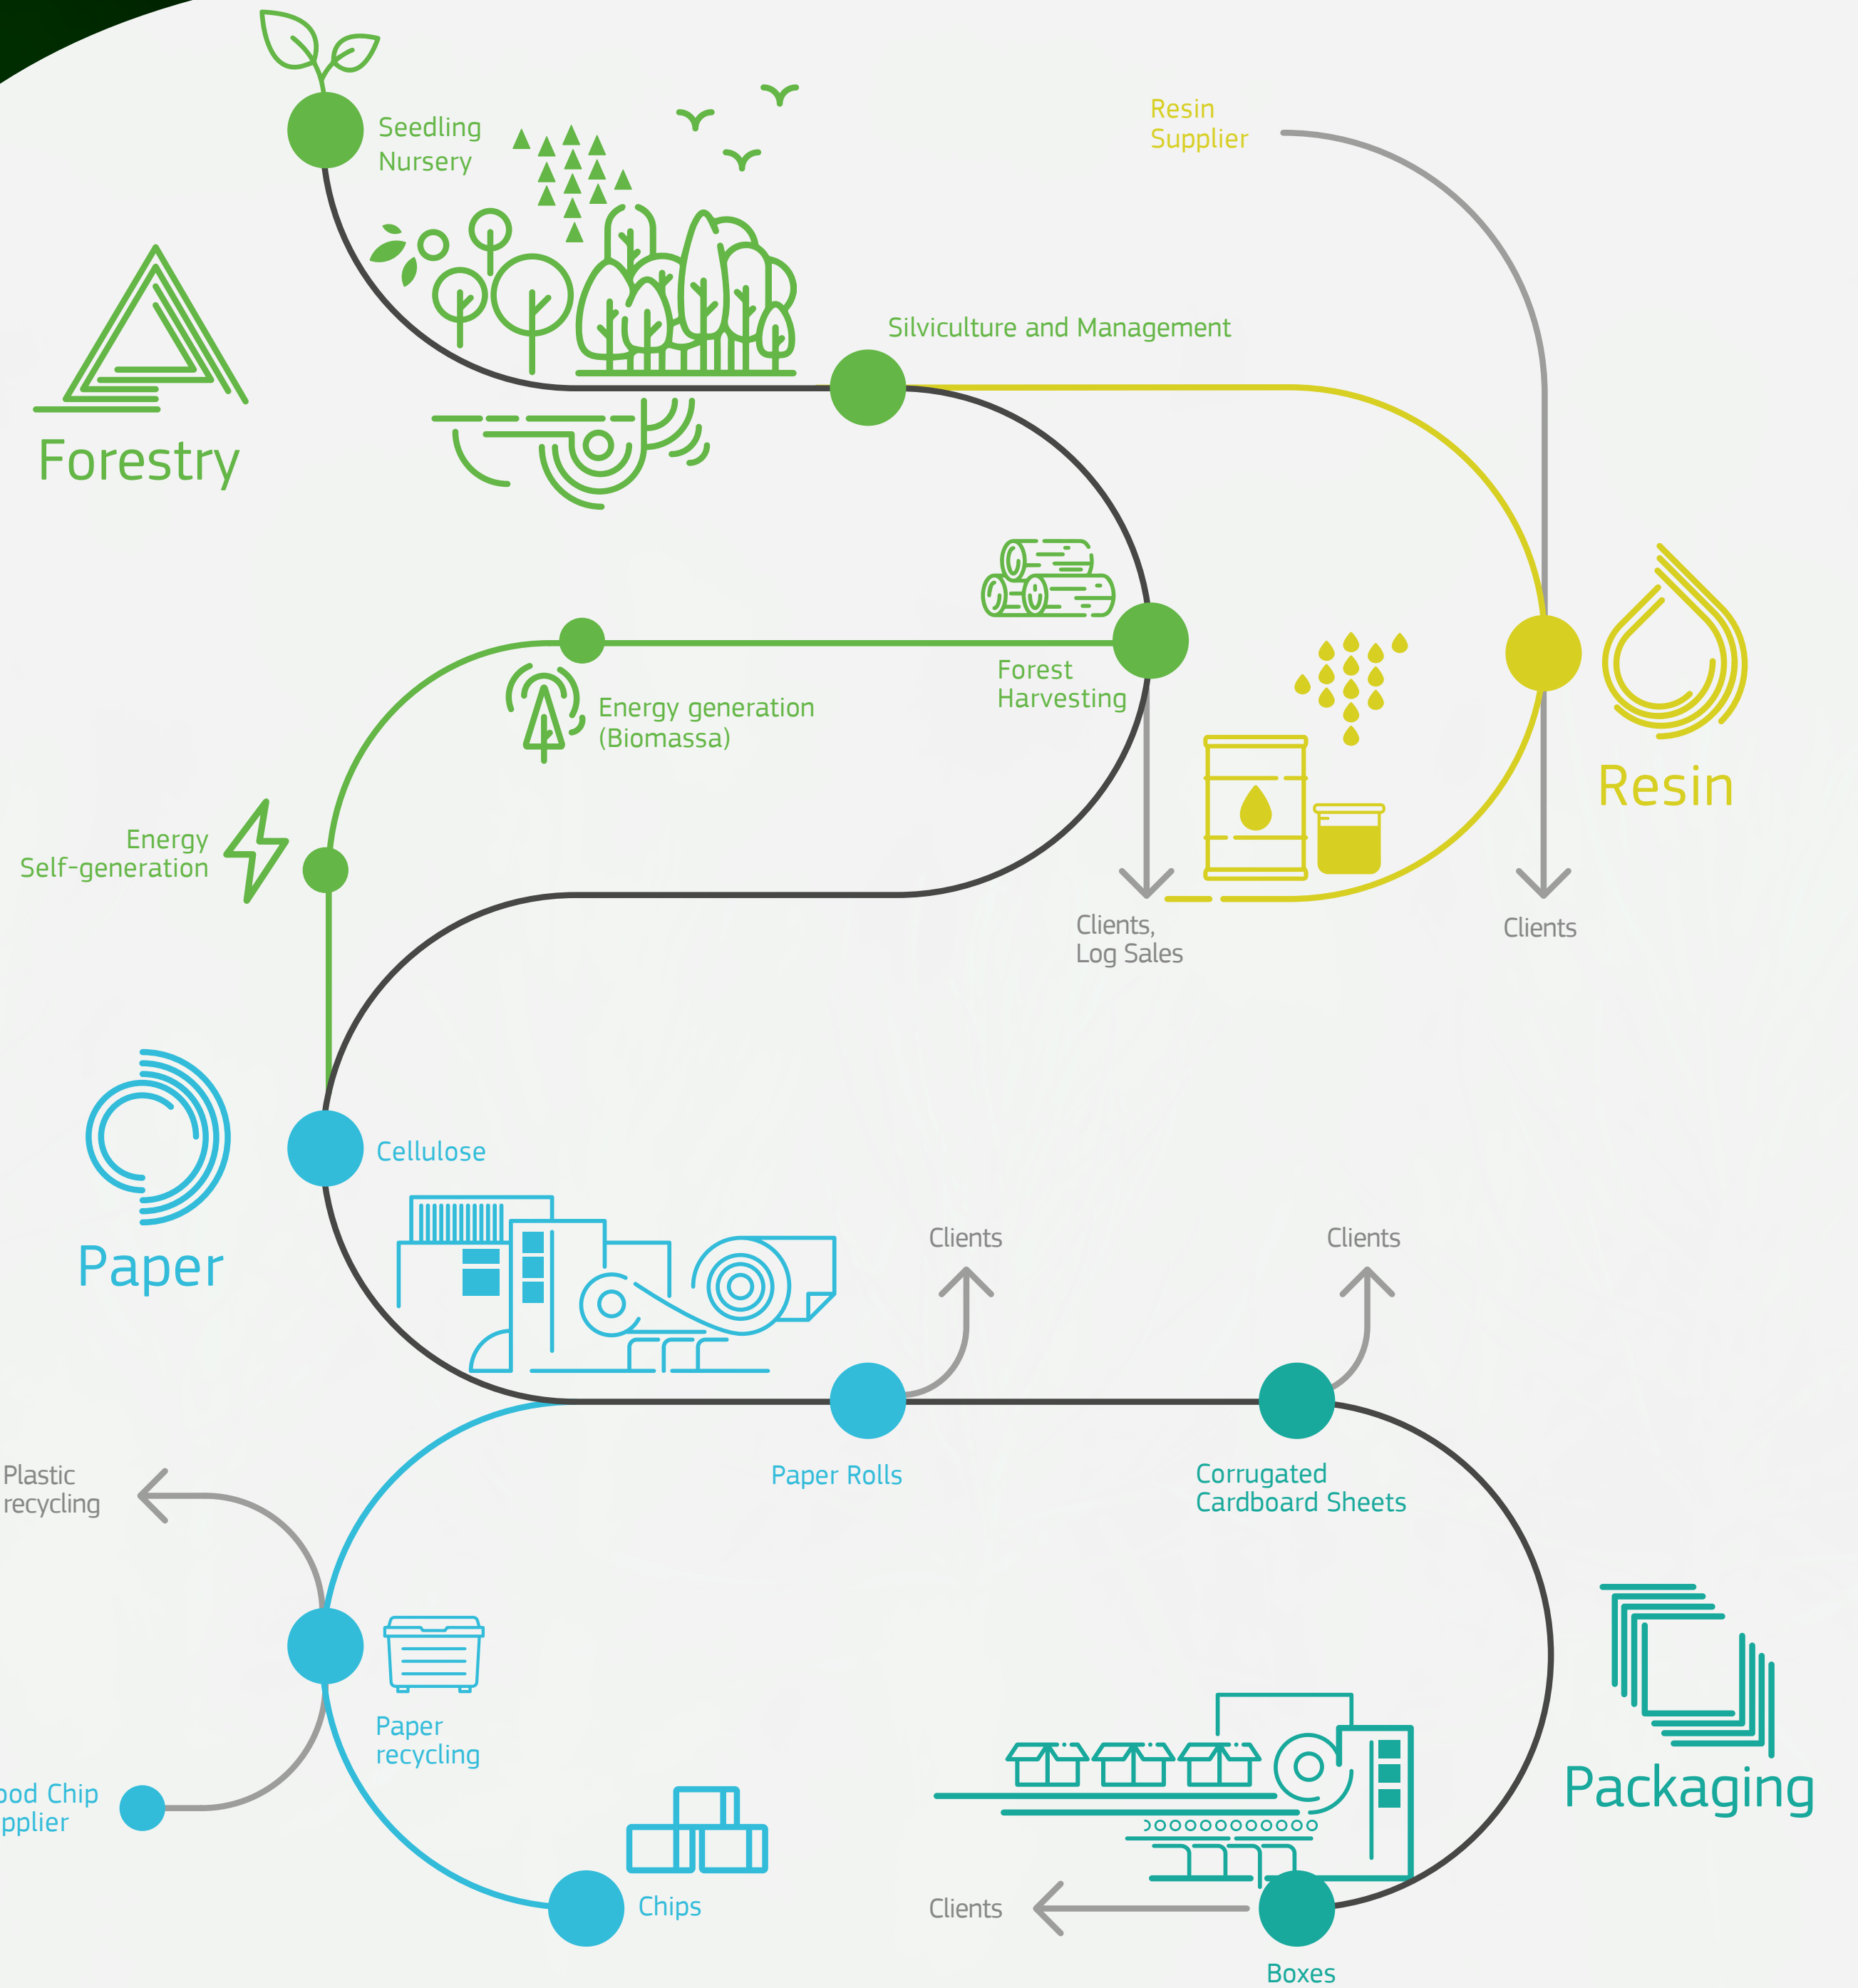 Seedling
Nursery
Resin
Supplier
Silviculture and Management
Forestry
Forest
Harvesting
Energy generation
(Biomassa)
Resin
Energy
Self-generation
Clients,
Log Sales
Clients
Cellulose
Paper
Clients
Clients
Plastic
recycling
Paper Rolls
Corrugated
Cardboard Sheets
Paper
recycling
Packaging
Chip
Chips
Clients
Boxes